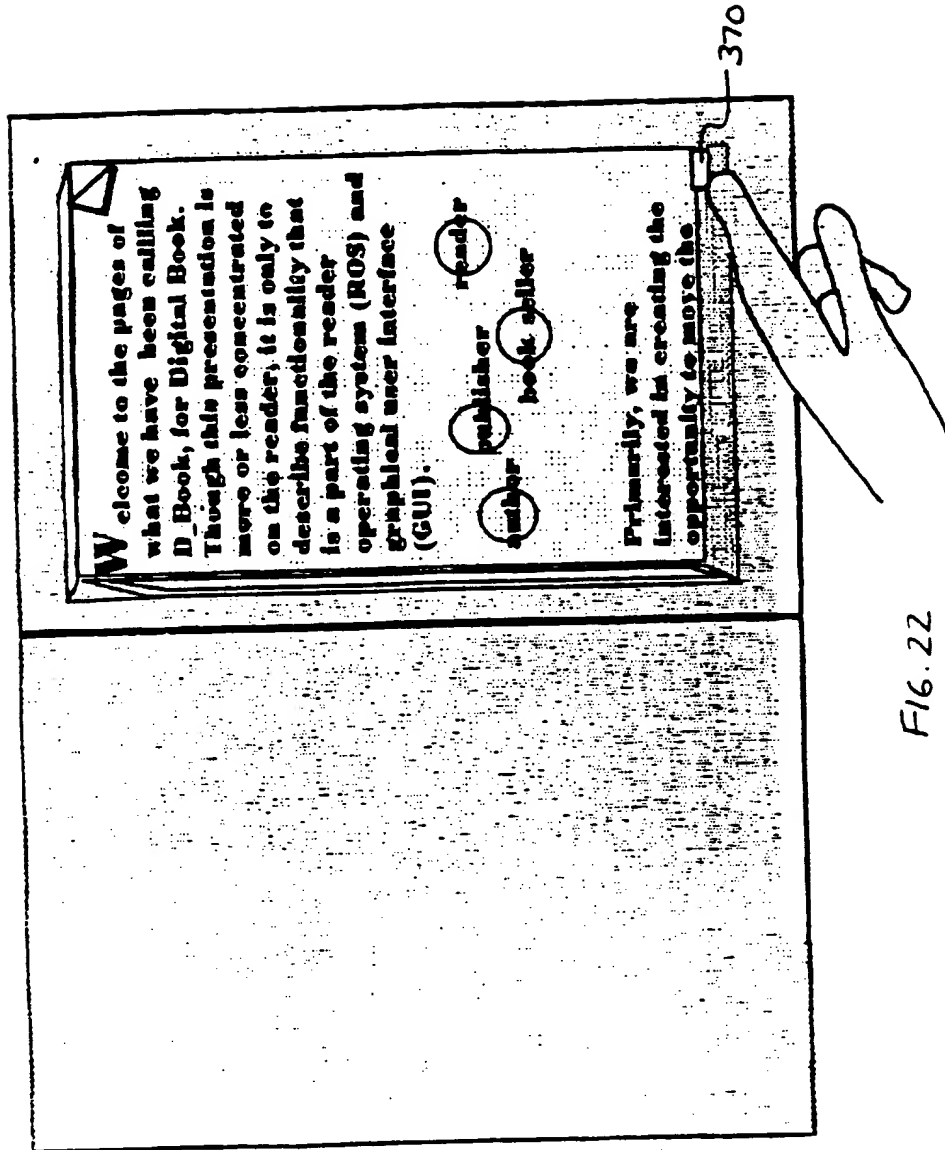 Welcome to the pages of
what we have been calliing
D_Book, for Digital Book.
Though this presentation is
more or less concentrated
on the reader, it is only to
describe functionality that
is a part of the reader
operating system (ROS) and
graphical user interface
(GUI).
author publisher reader
book seller
Primarily, we are
interested in creating the
opportunity to move the
370
FIG. 22